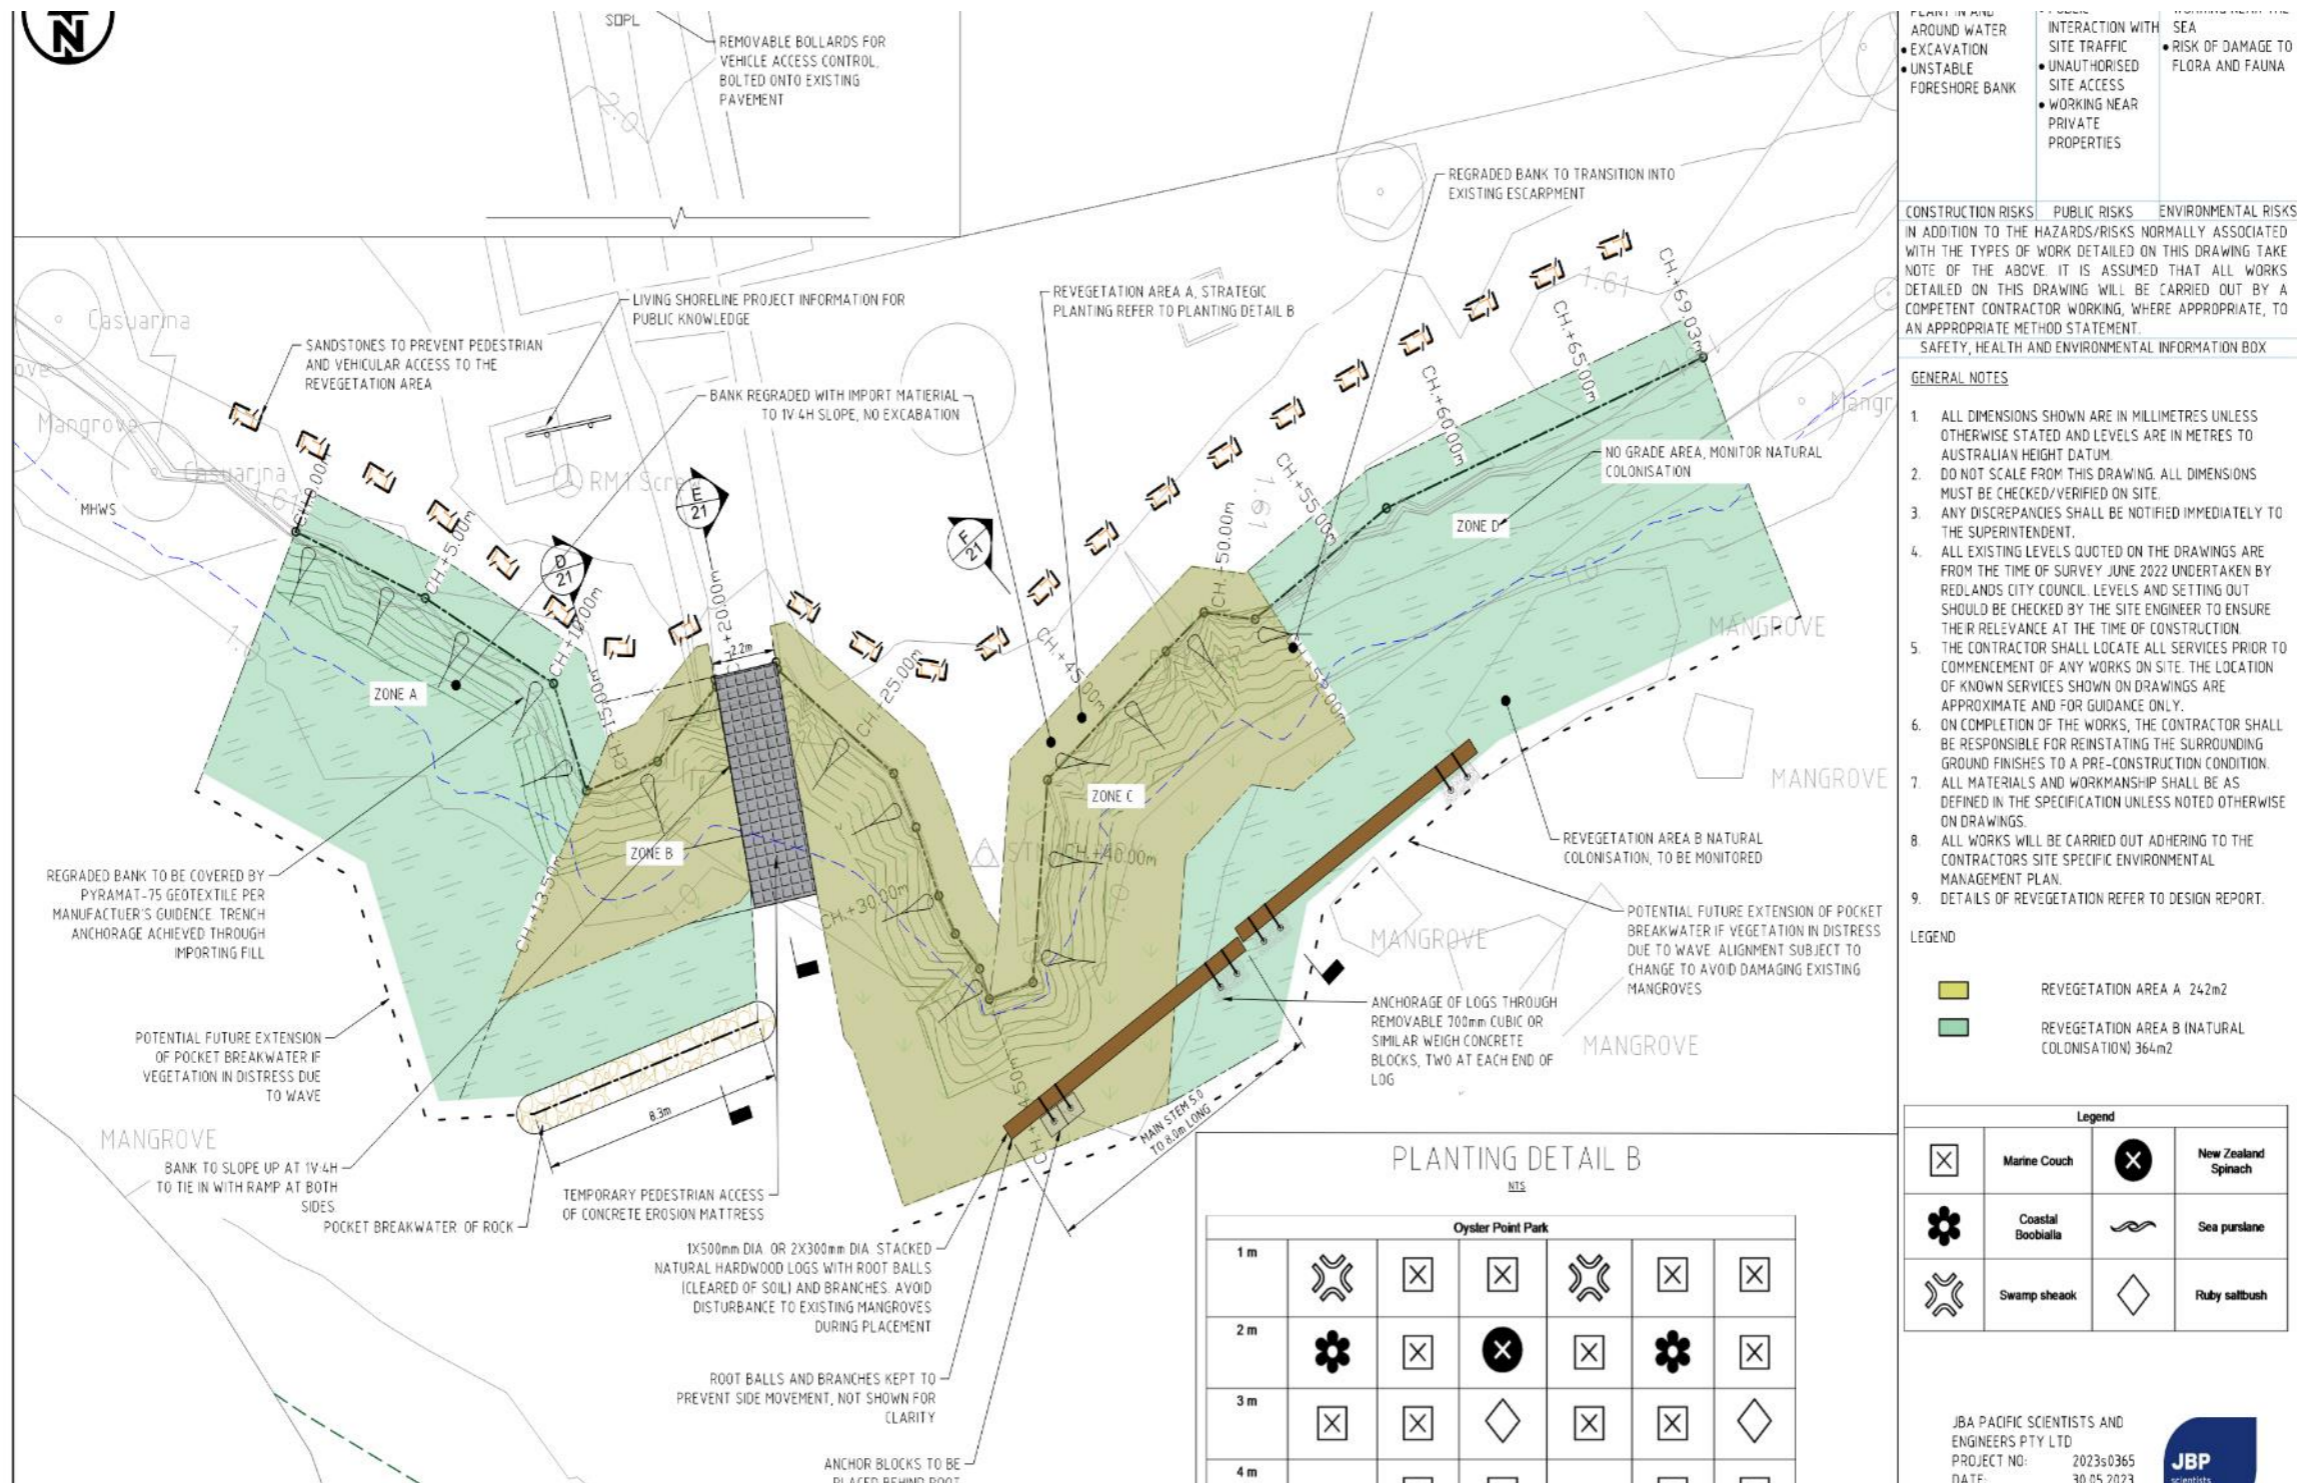 N
SOPL
REMOVABLE BOLLARDS FOR
VEHICLE ACCESS CONTROL,
BOLTED ONTO EXISTING
PAVEMENT
2.0
REGRADED BANK TO TRANSITION INTO
EXISTING ESCARPMENT
LIVING SHORELINE PROJECT INFORMATION FOR
PUBLIC KNOWLEDGE
REVEGETATION AREA A, STRATEGIC
PLANTING REFER TO PLANTING DETAIL B
SANDSTONES TO PREVENT PEDESTRIAN
AND VEHICULAR ACCESS TO THE
REVEGETATION AREA
BANK REGRADED WITH IMPORT MATIERIAL
TO 1V:4H SLOPE, NO EXCABATION
NO GRADE AREA, MONITOR NATURAL
COLONISATION
Casuarina
Mangrove
Casuarina
MHWS
RM1
E
21
D
21
F
21
1.61
1.61
CH.+5.00m
CH.+15.00m
CH.+20.00m
CH.+25.00m
CH.+30.00m
CH.+13.50m
CH.+40.00m
CH.+50.00m
CH.+55.00m
CH.+60.00m
CH.+65.00m
CH.+69.03m
2.2m
ZONE A
ZONE B
ZONE C
ZONE D
MANGROVE
MANGROVE
MANGROVE
MANGROVE
MANGROVE
REGRADED BANK TO BE COVERED BY
PYRAMAT-75 GEOTEXTILE PER
MANUFACTUER'S GUIDENCE. TRENCH
ANCHORAGE ACHIEVED THROUGH
IMPORTING FILL
POTENTIAL FUTURE EXTENSION
OF POCKET BREAKWATER IF
VEGETATION IN DISTRESS DUE
TO WAVE
BANK TO SLOPE UP AT 1V:4H
TO TIE IN WITH RAMP AT BOTH
SIDES
POCKET BREAKWATER OF ROCK
8.3m
TEMPORARY PEDESTRIAN ACCESS
OF CONCRETE EROSION MATTRESS
1X500mm DIA. OR 2X300mm DIA. STACKED
NATURAL HARDWOOD LOGS WITH ROOT BALLS
(CLEARED OF SOIL) AND BRANCHES. AVOID
DISTURBANCE TO EXISTING MANGROVES
DURING PLACEMENT
ROOT BALLS AND BRANCHES KEPT TO
PREVENT SIDE MOVEMENT, NOT SHOWN FOR
CLARITY
ANCHOR BLOCKS TO BE
PLACED BEHIND ROOT
MAIN STEM 5.0
TO 8.0m LONG
REVEGETATION AREA B NATURAL
COLONISATION, TO BE MONITORED
POTENTIAL FUTURE EXTENSION OF POCKET
BREAKWATER IF VEGETATION IN DISTRESS
DUE TO WAVE. ALIGNMENT SUBJECT TO
CHANGE TO AVOID DAMAGING EXISTING
MANGROVES
ANCHORAGE OF LOGS THROUGH
REMOVABLE 700mm CUBIC OR
SIMILAR WEIGH CONCRETE
BLOCKS, TWO AT EACH END OF
LOG
PLANTING DETAIL B
NTS
Oyster Point Park
1 m
2 m
3 m
4 m
PLANT IN AND
AROUND WATER
• EXCAVATION
• UNSTABLE
FORESHORE BANK
• PUBLIC
INTERACTION WITH
SITE TRAFFIC
• UNAUTHORISED
SITE ACCESS
• WORKING NEAR
PRIVATE
PROPERTIES
WORKING NEAR THE
SEA
• RISK OF DAMAGE TO
FLORA AND FAUNA
CONSTRUCTION RISKS PUBLIC RISKS ENVIRONMENTAL RISKS
IN ADDITION TO THE HAZARDS/RISKS NORMALLY ASSOCIATED
WITH THE TYPES OF WORK DETAILED ON THIS DRAWING TAKE
NOTE OF THE ABOVE. IT IS ASSUMED THAT ALL WORKS
DETAILED ON THIS DRAWING WILL BE CARRIED OUT BY A
COMPETENT CONTRACTOR WORKING, WHERE APPROPRIATE, TO
AN APPROPRIATE METHOD STATEMENT.
SAFETY, HEALTH AND ENVIRONMENTAL INFORMATION BOX
GENERAL NOTES
1. ALL DIMENSIONS SHOWN ARE IN MILLIMETRES UNLESS
OTHERWISE STATED AND LEVELS ARE IN METRES TO
AUSTRALIAN HEIGHT DATUM.
2. DO NOT SCALE FROM THIS DRAWING. ALL DIMENSIONS
MUST BE CHECKED/VERIFIED ON SITE.
3. ANY DISCREPANCIES SHALL BE NOTIFIED IMMEDIATELY TO
THE SUPERINTENDENT.
4. ALL EXISTING LEVELS QUOTED ON THE DRAWINGS ARE
FROM THE TIME OF SURVEY JUNE 2022 UNDERTAKEN BY
REDLANDS CITY COUNCIL. LEVELS AND SETTING OUT
SHOULD BE CHECKED BY THE SITE ENGINEER TO ENSURE
THEIR RELEVANCE AT THE TIME OF CONSTRUCTION.
5. THE CONTRACTOR SHALL LOCATE ALL SERVICES PRIOR TO
COMMENCEMENT OF ANY WORKS ON SITE. THE LOCATION
OF KNOWN SERVICES SHOWN ON DRAWINGS ARE
APPROXIMATE AND FOR GUIDANCE ONLY.
6. ON COMPLETION OF THE WORKS, THE CONTRACTOR SHALL
BE RESPONSIBLE FOR REINSTATING THE SURROUNDING
GROUND FINISHES TO A PRE-CONSTRUCTION CONDITION.
7. ALL MATERIALS AND WORKMANSHIP SHALL BE AS
DEFINED IN THE SPECIFICATION UNLESS NOTED OTHERWISE
ON DRAWINGS.
8. ALL WORKS WILL BE CARRIED OUT ADHERING TO THE
CONTRACTORS SITE SPECIFIC ENVIRONMENTAL
MANAGEMENT PLAN.
9. DETAILS OF REVEGETATION REFER TO DESIGN REPORT.
LEGEND
REVEGETATION AREA A 242m2
REVEGETATION AREA B (NATURAL
COLONISATION) 364m2
Legend
Marine Couch
New Zealand
Spinach
Coastal
Boobialla
Sea purslane
Swamp sheaok
Ruby saltbush
JBA PACIFIC SCIENTISTS AND
ENGINEERS PTY LTD
PROJECT NO: 2023s0365
DATE: 30.05.2023
JBP
scientists